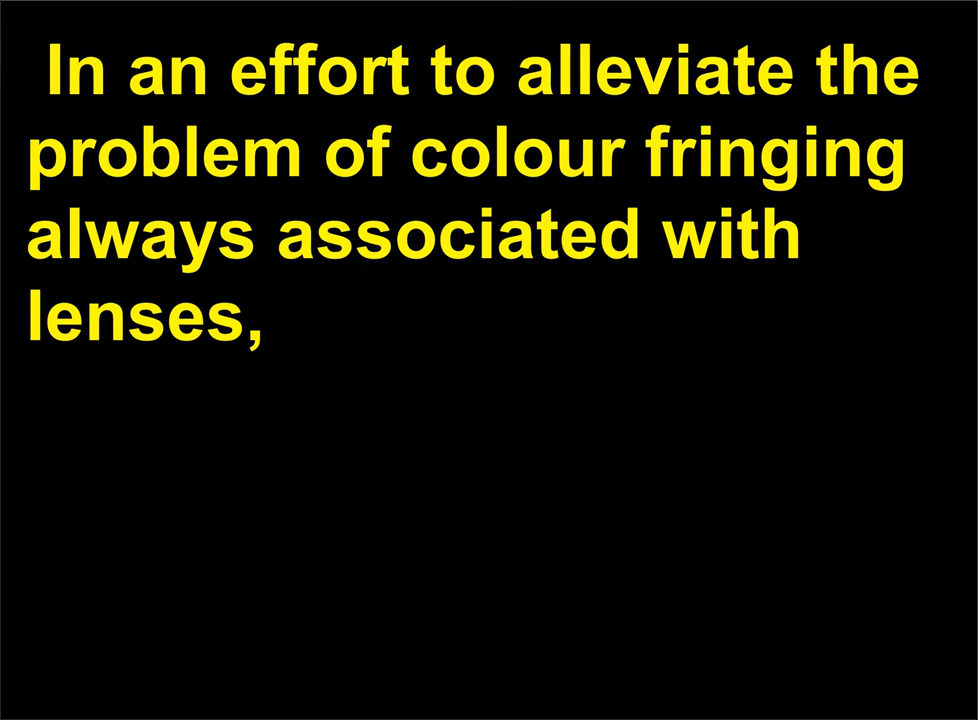 In an effort to alleviate the
problem of colour fringing
always associated with
lenses,